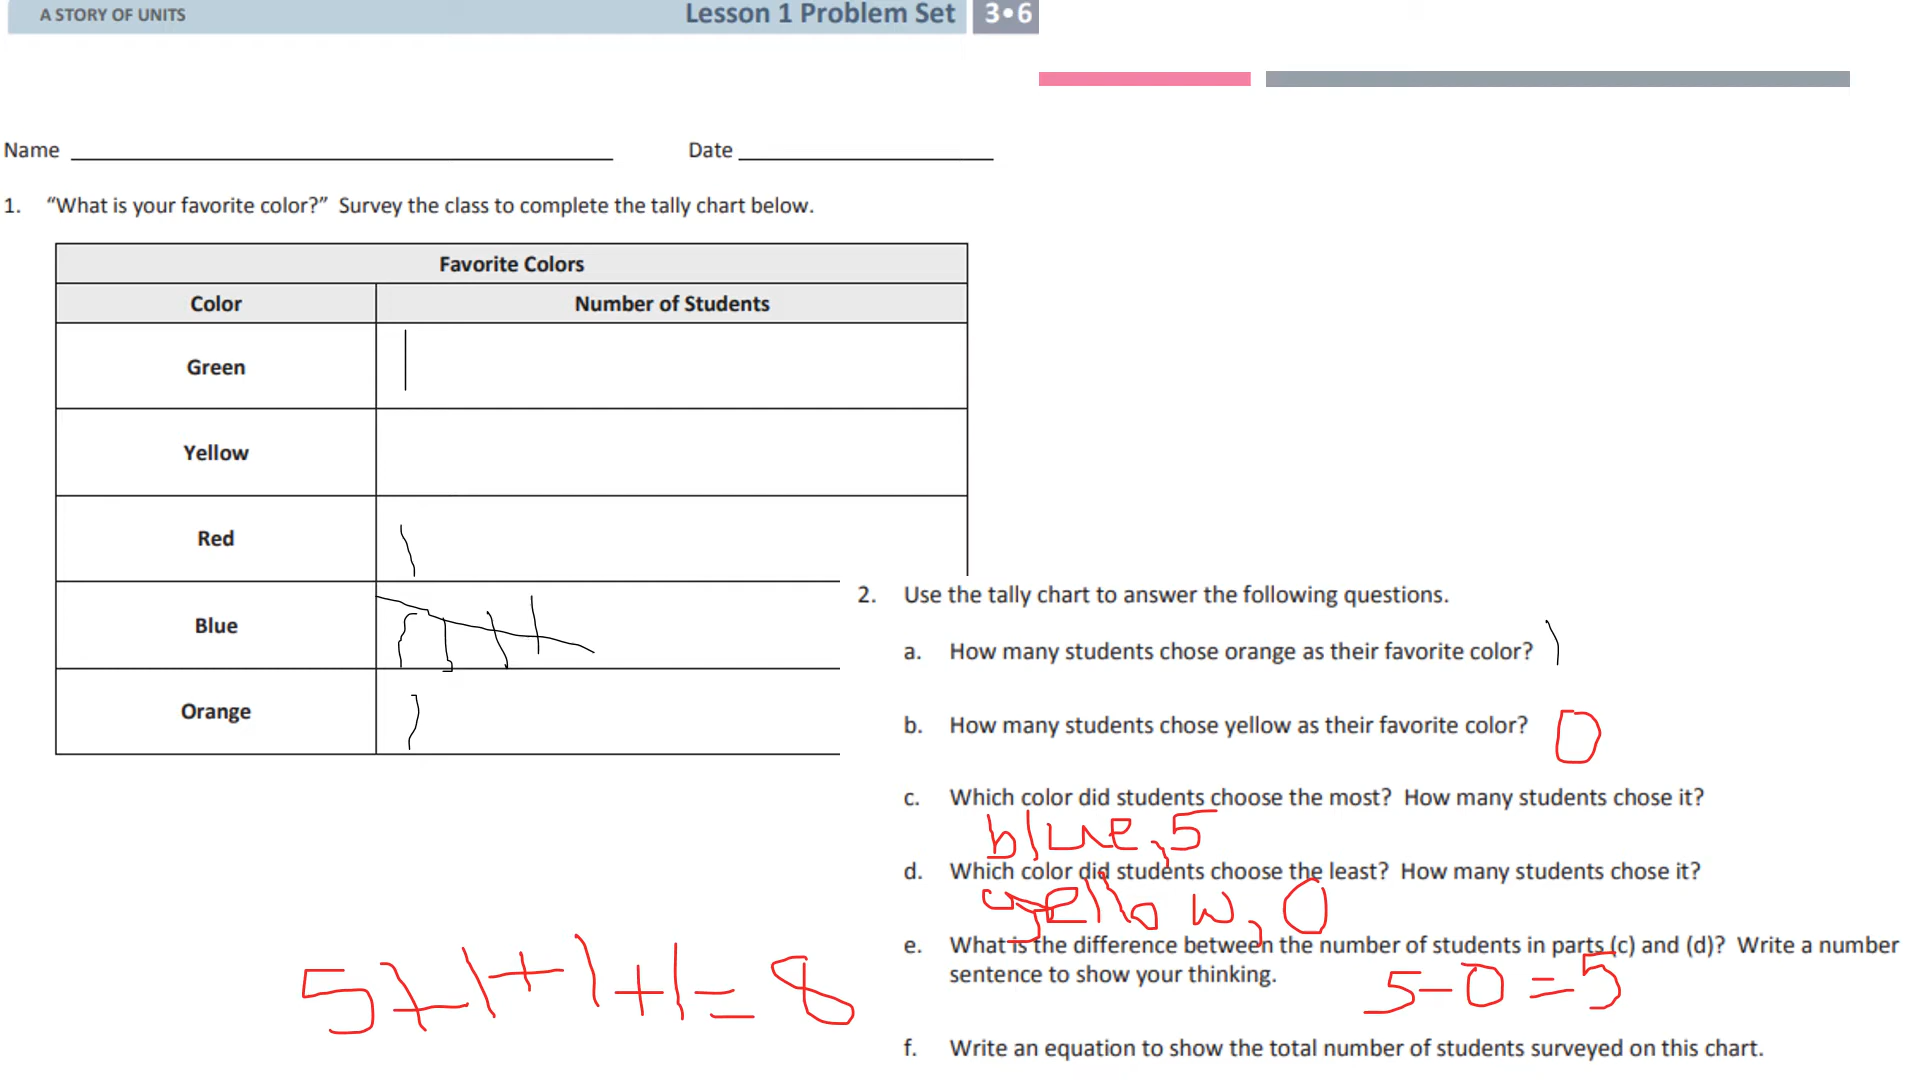 A STORY OF UNITS
Lesson 1 Problem Set 3•6
Name
Date
1. “What is your favorite color?” Survey the class to complete the tally chart below.
Favorite Colors
Color Number of Students
Green |
Yellow
Red |
Blue
Orange |
2. Use the tally chart to answer the following questions.
a. How many students chose orange as their favorite color? 1
b. How many students chose yellow as their favorite color? 0
c. Which color did students choose the most? How many students chose it?
blue, 5
d. Which color did students choose the least? How many students chose it?
yellow, 0
e. What is the difference between the number of students in parts (c) and (d)? Write a number
sentence to show your thinking. 5-0=5
5+1+1+1=8
f. Write an equation to show the total number of students surveyed on this chart.